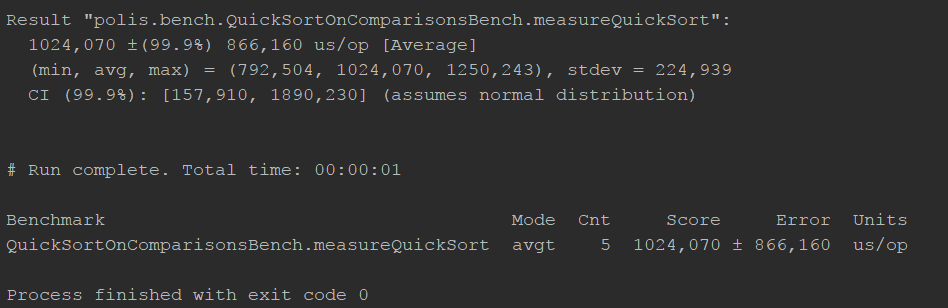 Result "polis.bench.QuickSortOnComparisonsBench.measureQuickSort":
  1024,070 ±(99.9%) 866,160 us/op [Average]
  (min, avg, max) = (792,504, 1024,070, 1250,243), stdev = 224,939
  CI (99.9%): [157,910, 1890,230] (assumes normal distribution)
# Run complete. Total time: 00:00:01
Benchmark                                       Mode  Cnt     Score     Error  Units
QuickSortOnComparisonsBench.measureQuickSort  avgt    5  1024,070 ± 866,160  us/op
Process finished with exit code 0